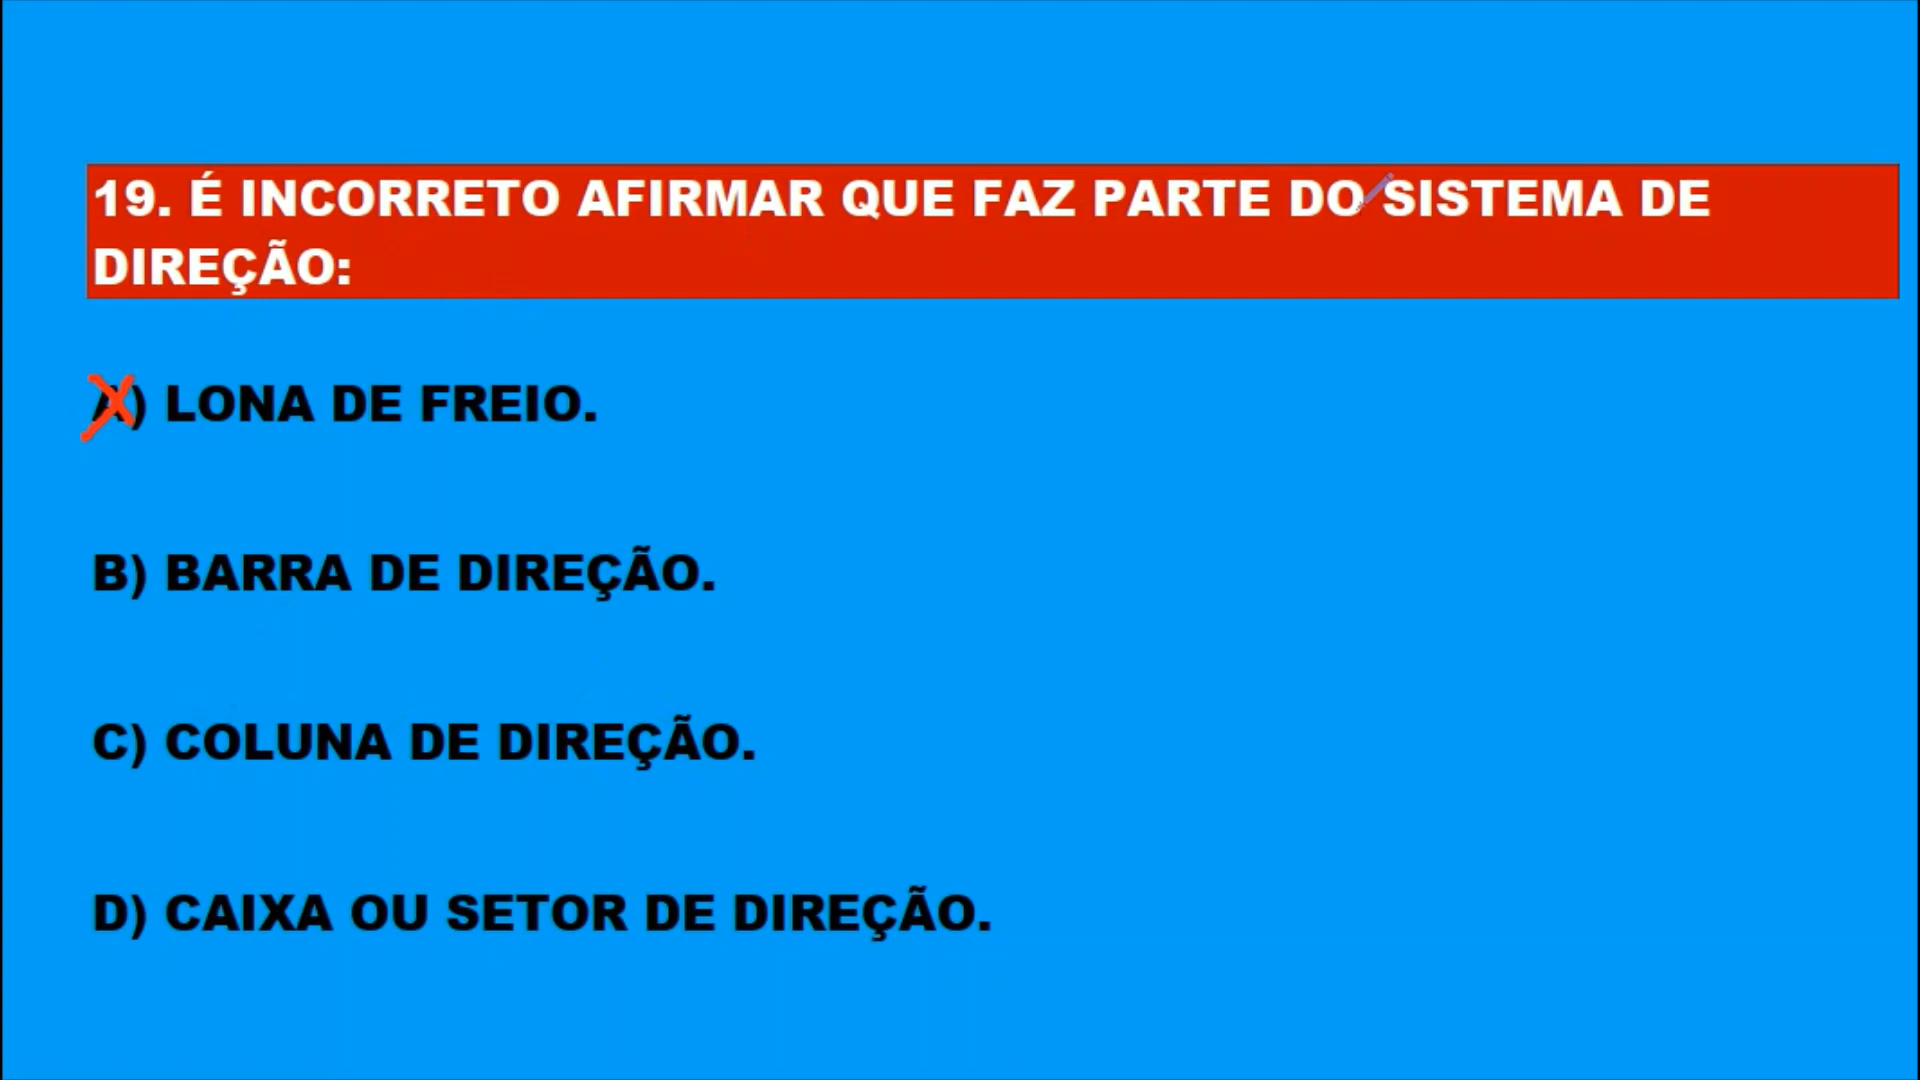 19. É INCORRETO AFIRMAR QUE FAZ PARTE DO SISTEMA DE
DIREÇÃO:
A) LONA DE FREIO.
B) BARRA DE DIREÇÃO.
C) COLUNA DE DIREÇÃO.
D) CAIXA OU SETOR DE DIREÇÃO.